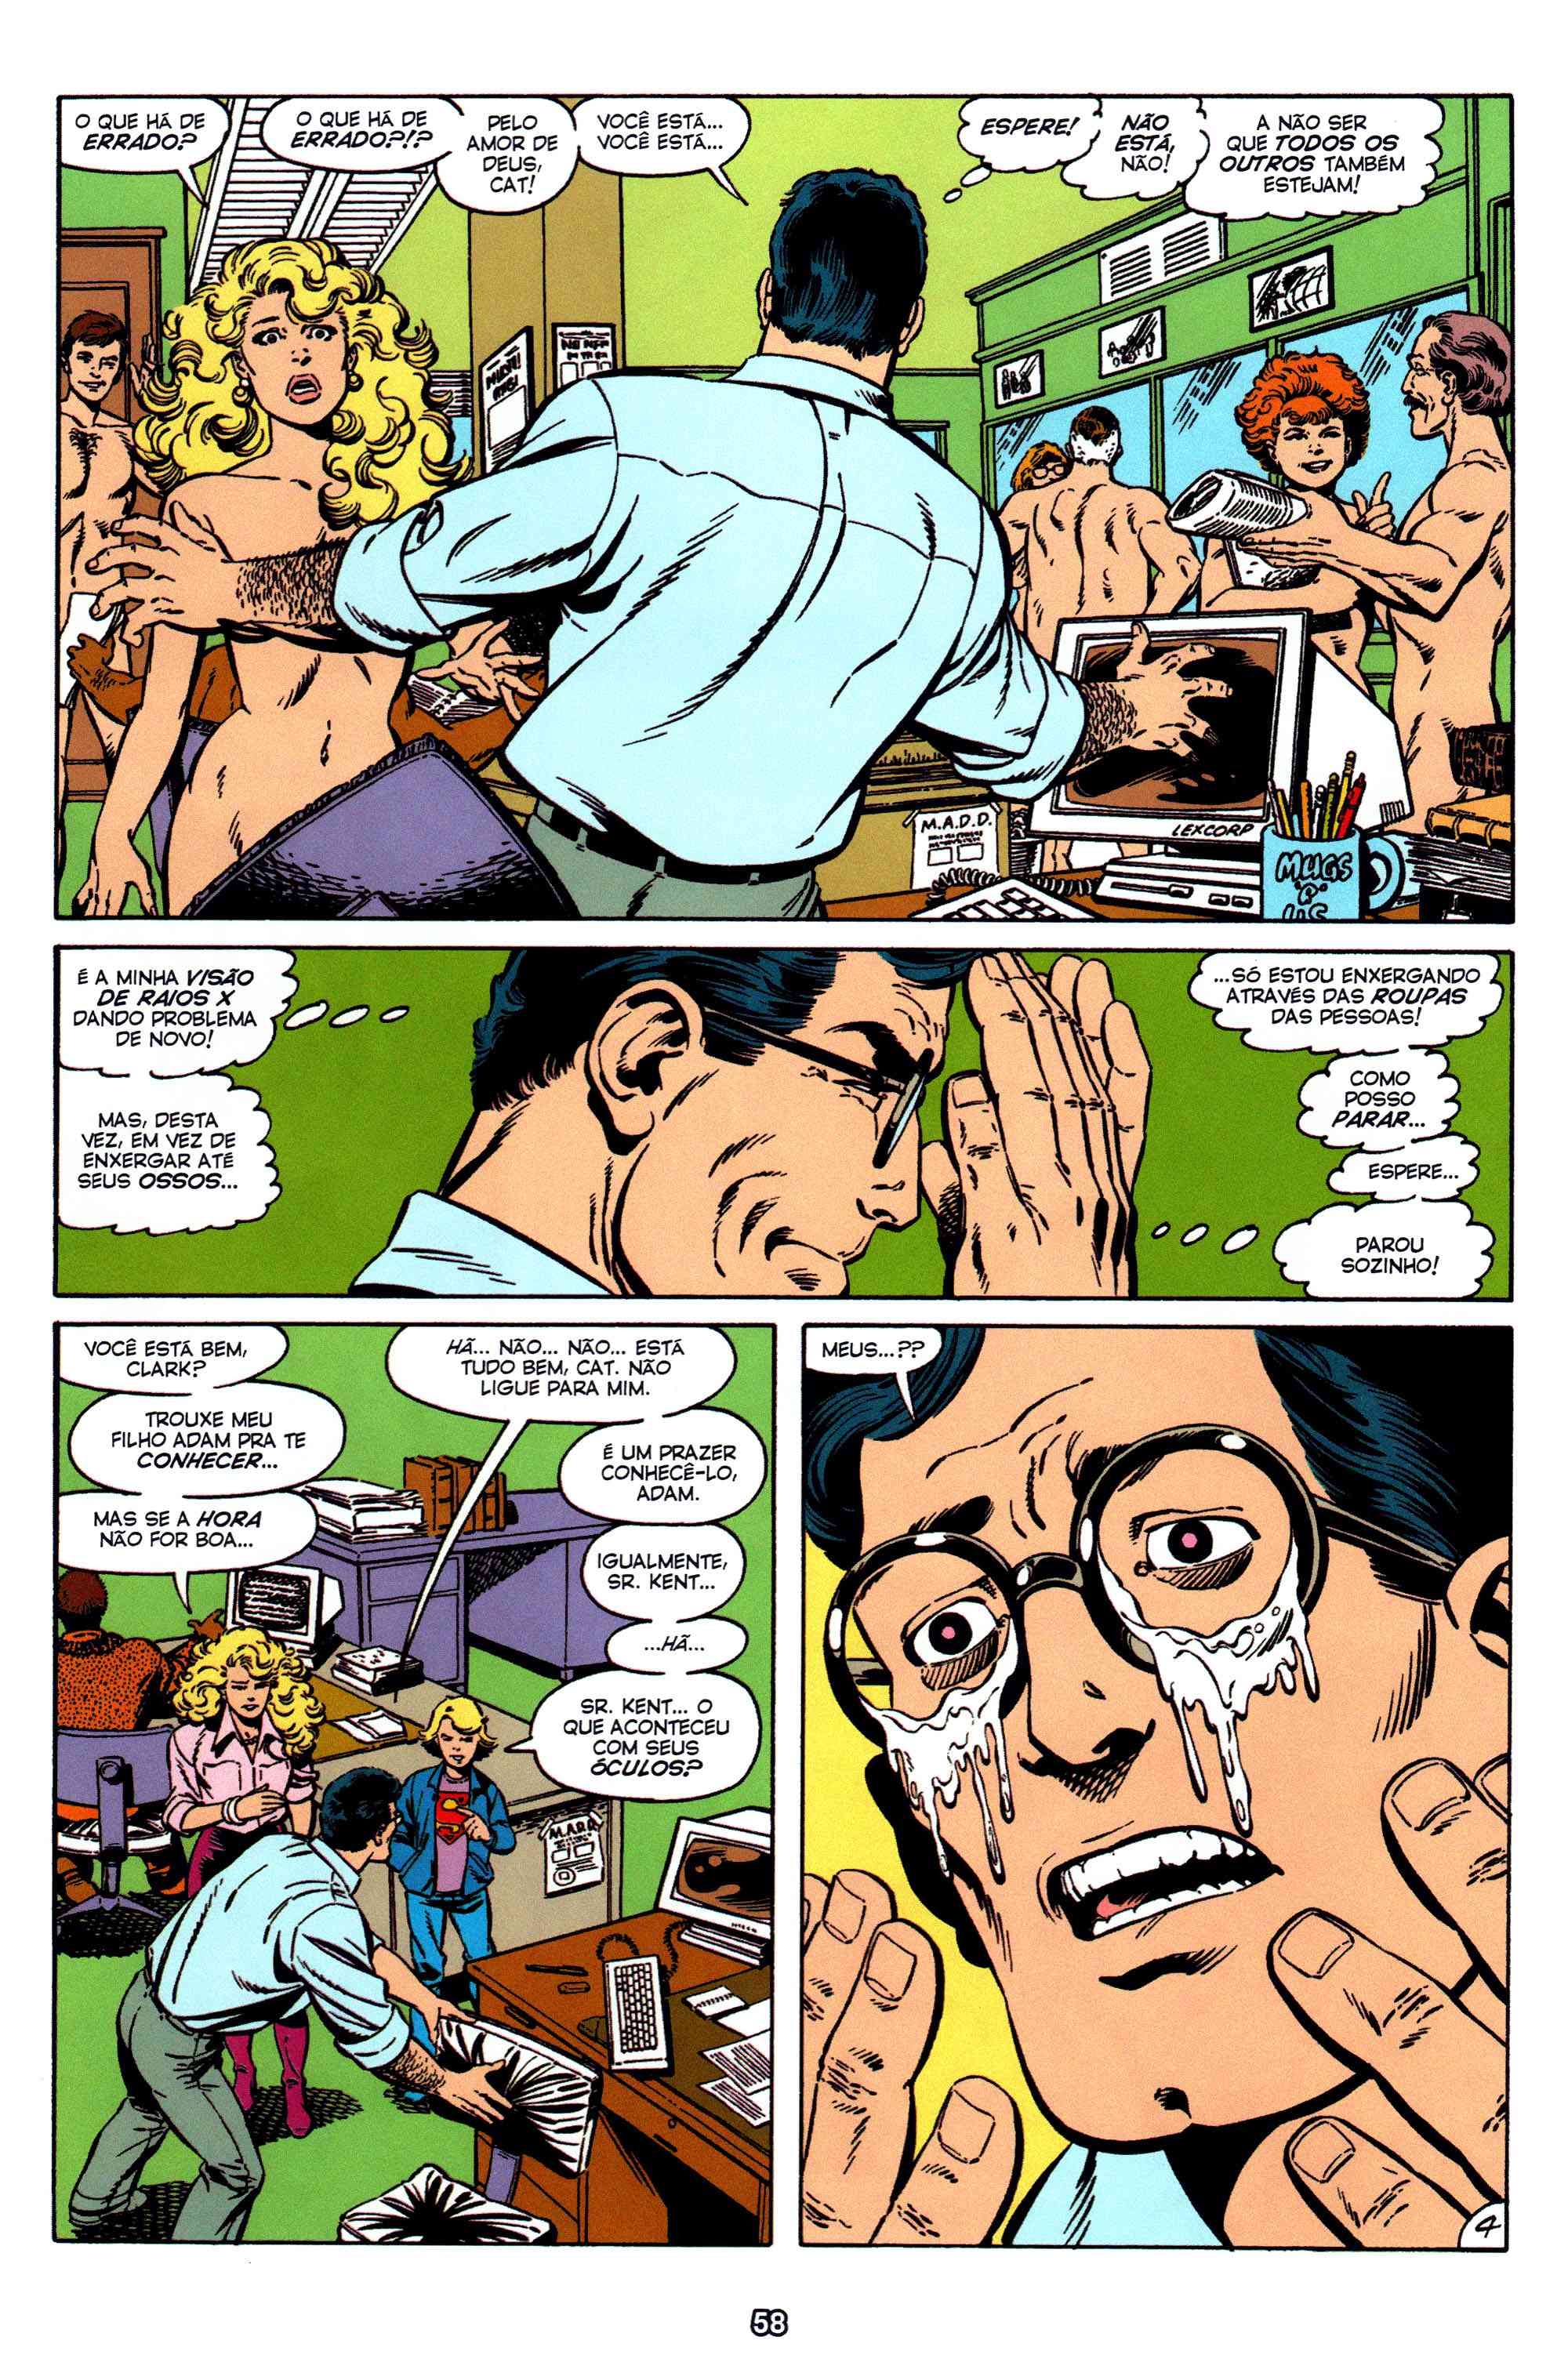 O QUE HÁ DE
ERRADO?
O QUE HÁ DE
ERRADO?!?
PELO
AMOR DE
DEUS,
CAT!
VOCÊ ESTÁ...
VOCÊ ESTÁ...
ESPERE!
NÃO
ESTÁ,
NÃO!
A NÃO SER
QUE TODOS OS
OUTROS TAMBÉM
ESTEJAM!
M.A.D.D.
LEXCORP
MUGS
'R'
US
É A MINHA VISÃO
DE RAIOS X
DANDO PROBLEMA
DE NOVO!
MAS, DESTA
VEZ, EM VEZ DE
ENXERGAR ATÉ
SEUS OSSOS...
...SÓ ESTOU ENXERGANDO
ATRAVÉS DAS ROUPAS
DAS PESSOAS!
COMO
POSSO
PARAR...
ESPERE...
PAROU
SOZINHO!
VOCÊ ESTÁ BEM,
CLARK?
TROUXE MEU
FILHO ADAM PRA TE
CONHECER...
MAS SE A HORA
NÃO FOR BOA...
HÃ... NÃO... NÃO... ESTÁ
TUDO BEM, CAT. NÃO
LIGUE PARA MIM.
É UM PRAZER
CONHECÊ-LO,
ADAM.
IGUALMENTE,
SR. KENT...
...HÃ...
SR. KENT... O
QUE ACONTECEU
COM SEUS
ÓCULOS?
S
M.A.D.D.
MEUS...??
4
58